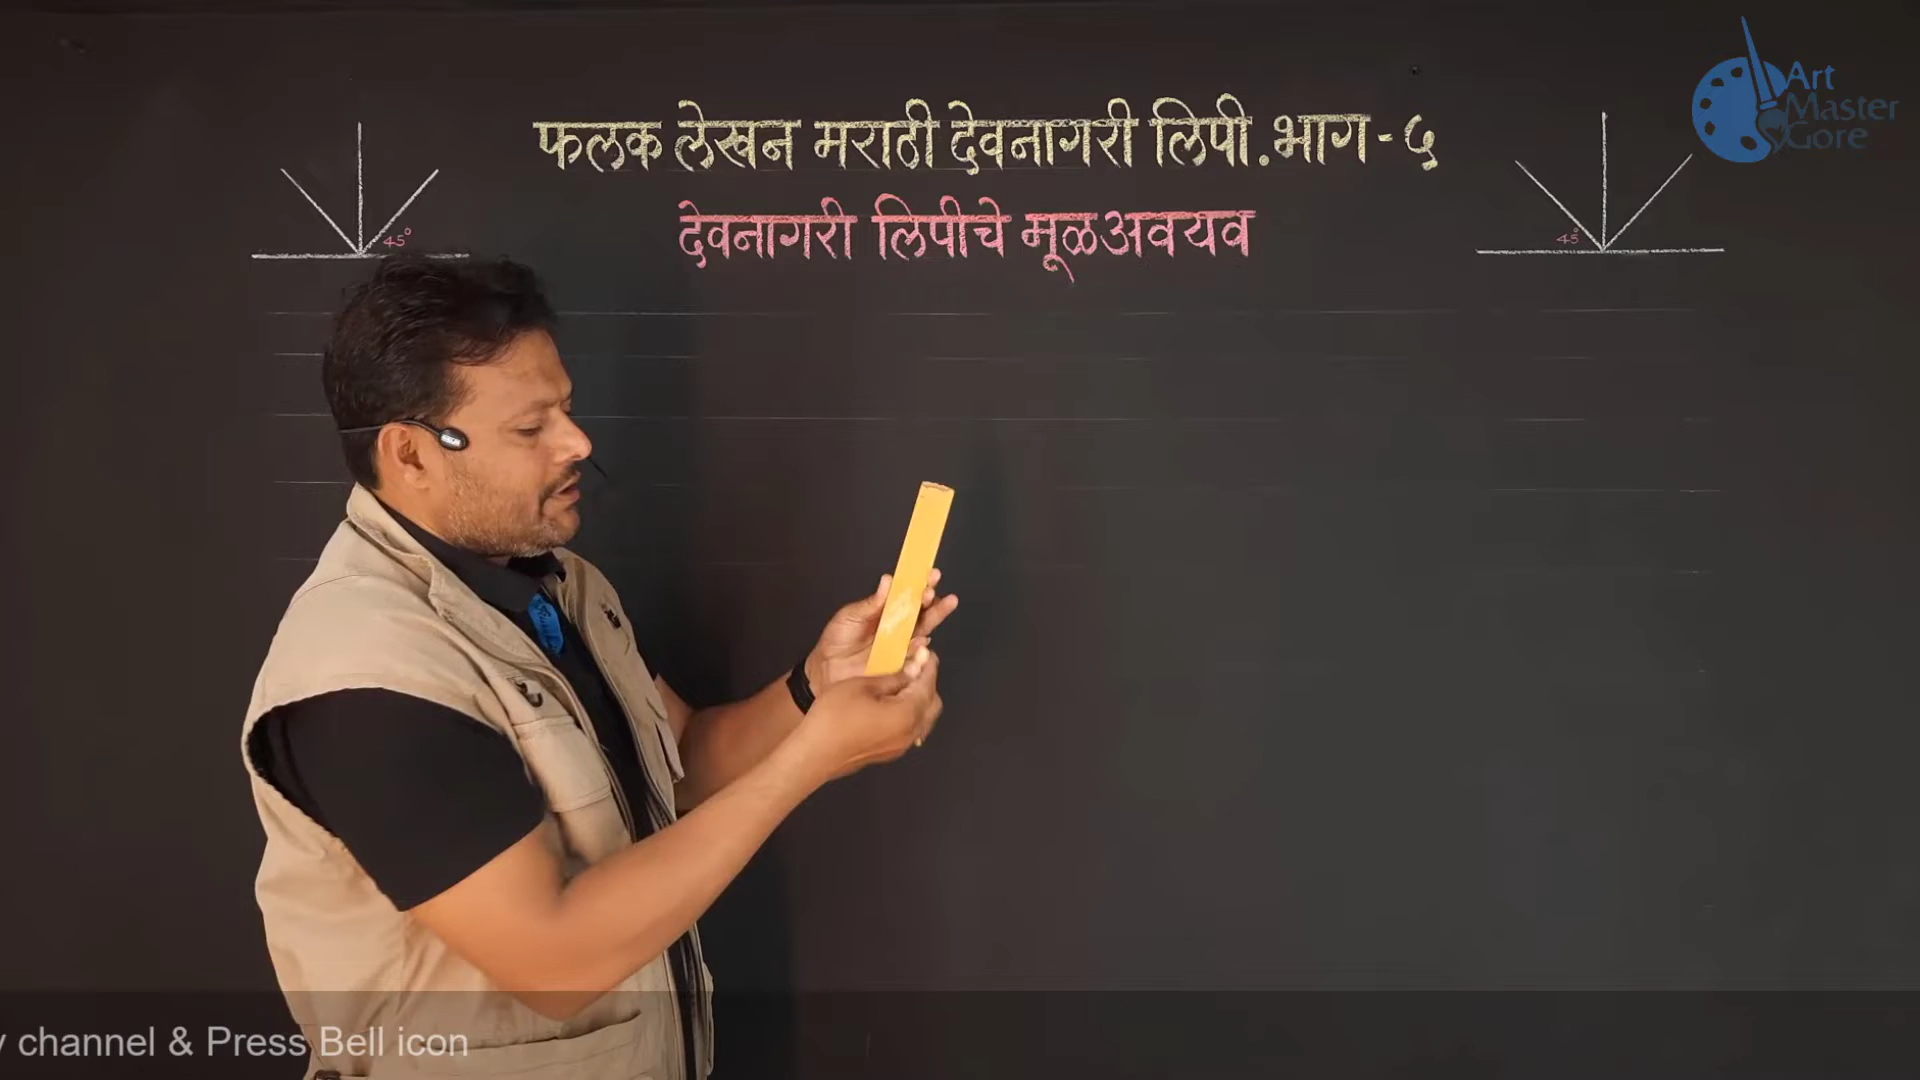 फलक लेखन मराठी देवनागरी लिपी. भाग - ५
देवनागरी लिपीचे मूळअवयव
45°
45°
Art
Master
Gore
channel & Press Bell icon